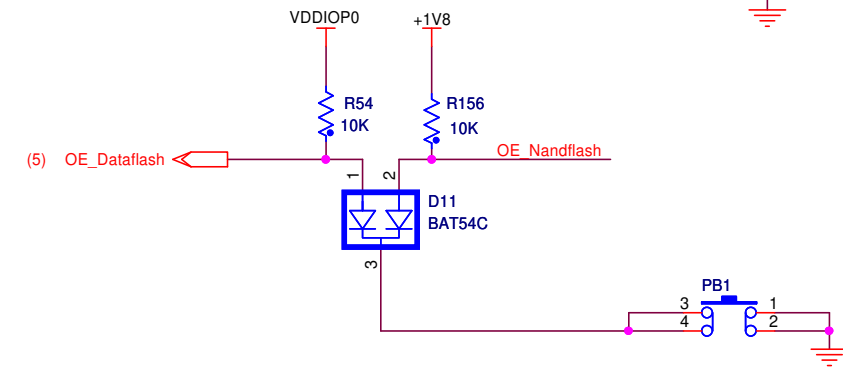 VDDIOP0
+1V8
R54
10K
R156
10K
(5) OE_Dataflash
OE_Nandflash
1
2
D11
BAT54C
3
PB1
3
1
4
2